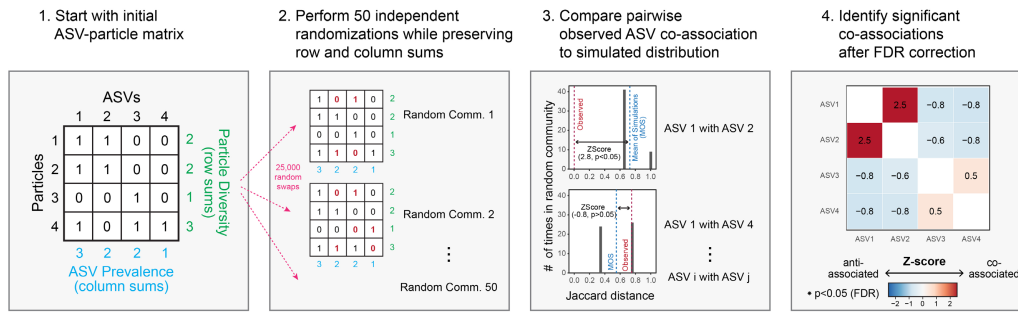 1. Start with initial
ASV-particle matrix
ASVs
1 2 3 4
Particles
1 1 1 0 0 2
2 1 1 0 0 2
3 0 0 1 0 1
4 1 0 1 1 3
3 2 2 1
ASV Prevalence
(column sums)
Particle Diversity
(row sums)
2. Perform 50 independent
randomizations while preserving
row and column sums
25,000
random
swaps
1 0 1 0 2
1 1 0 0 2
0 0 1 0 1
1 1 0 1 3
3 2 2 1
Random Comm. 1
1 0 1 0 2
1 1 0 0 2
0 0 0 1 1
1 1 1 0 3
3 2 2 1
Random Comm. 2
⋮
Random Comm. 50
3. Compare pairwise
observed ASV co-association
to simulated distribution
# of times in random community
40
30
20
10
0
Observed
Mean of Simulations
(MOS)
ZScore
(2.8, p<0.05)
0.0 0.2 0.4 0.6 0.8 1.0
ASV 1 with ASV 2
40
30
20
10
0
ZScore
(-0.8, p>0.05)
MOS
Observed
0.0 0.2 0.4 0.6 0.8 1.0
Jaccard distance
ASV 1 with ASV 4
⋮
ASV i with ASV j
4. Identify significant
co-associations
after FDR correction
ASV1 2.5 −0.8 −0.8
ASV2 2.5 −0.6 −0.8
ASV3 −0.8 −0.6 0.5
ASV4 −0.8 −0.8 0.5
ASV1 ASV2 ASV3 ASV4
anti-
associated
Z-score
co-
associated
* p<0.05 (FDR)
−2 −1 0 1 2